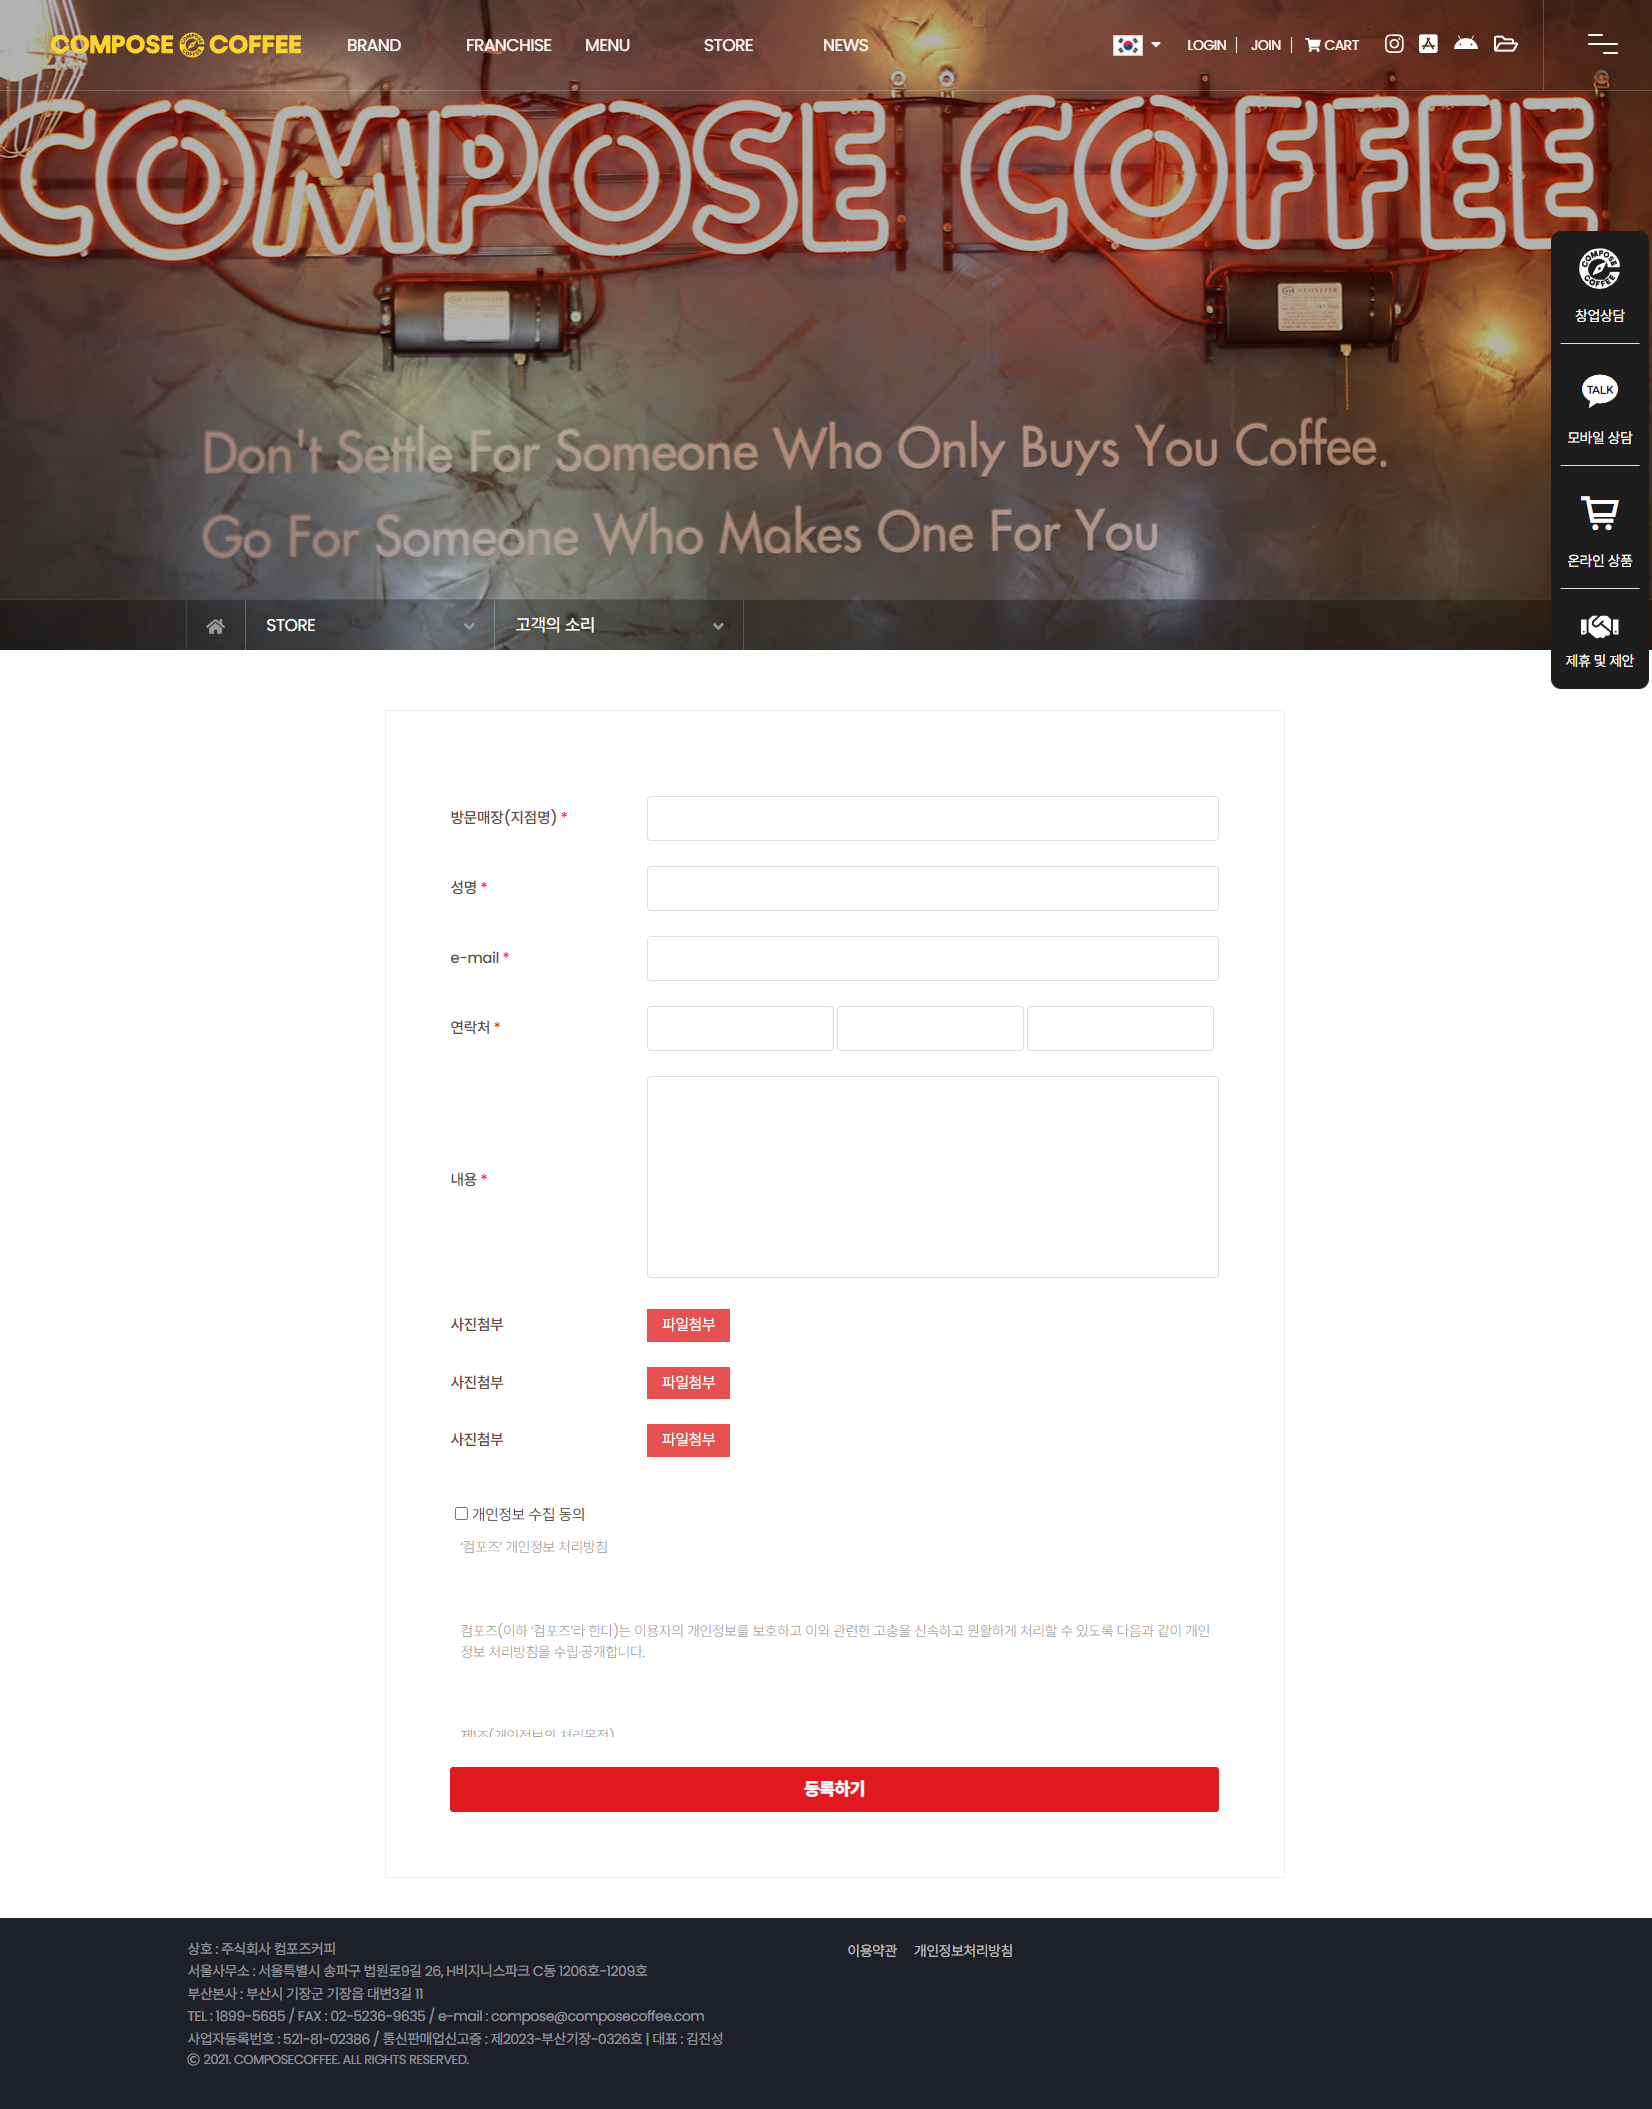 COMPOSE COFFEE
BRAND
FRANCHISE
MENU
STORE
NEWS
LOGIN
JOIN
CART
COMPOSE COFFEE
Don't Settle For Someone Who Only Buys You Coffee.
Go For Someone Who Makes One For You
창업상담
TALK
모바일 상담
온라인 상품
제휴 및 제안
STORE
고객의 소리
방문매장(지점명) *
성명 *
e-mail *
연락처 *
내용 *
사진첨부
파일첨부
사진첨부
파일첨부
사진첨부
파일첨부
개인정보 수집 동의
‘컴포즈’ 개인정보 처리방침
컴포즈(이하 ‘컴포즈’라 한다)는 이용자의 개인정보를 보호하고 이와 관련한 고충을 신속하고 원활하게 처리할 수 있도록 다음과 같이 개인
정보 처리방침을 수립·공개합니다.
제1조(개인정보의 처리목적)
등록하기
상호 : 주식회사 컴포즈커피
서울사무소 : 서울특별시 송파구 법원로9길 26, H비지니스파크 C동 1206호-1209호
부산본사 : 부산시 기장군 기장읍 대변3길 11
TEL : 1899-5685 / FAX : 02-5236-9635 / e-mail : compose@composecoffee.com
사업자등록번호 : 521-81-02386 / 통신판매업신고증 : 제2023-부산기장-0326호 | 대표 : 김진성
© 2021. COMPOSECOFFEE. ALL RIGHTS RESERVED.
이용약관
개인정보처리방침